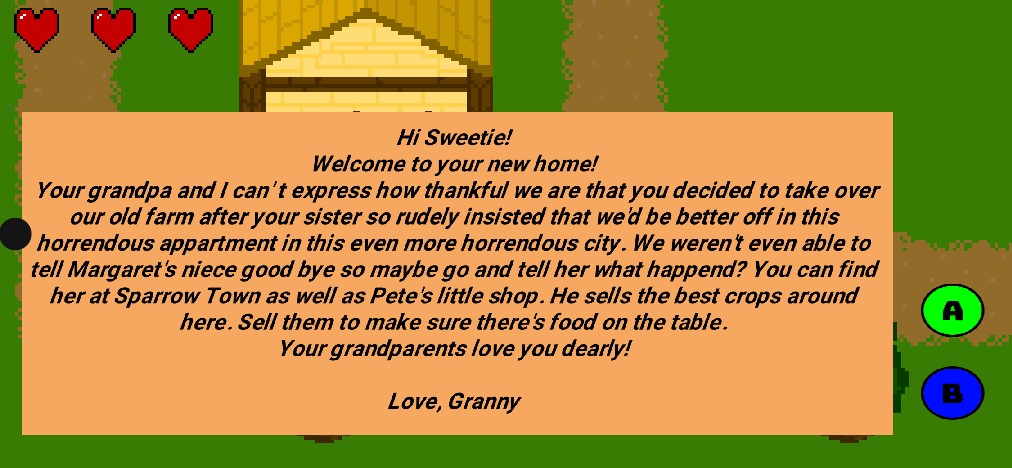 Hi Sweetie!
Welcome to your new home!
Your grandpa and I can't express how thankful we are that you decided to take over
our old farm after your sister so rudely insisted that we'd be better off in this
horrendous appartment in this even more horrendous city. We weren't even able to
tell Margaret's niece good bye so maybe go and tell her what happend? You can find
her at Sparrow Town as well as Pete's little shop. He sells the best crops around
here. Sell them to make sure there's food on the table.
Your grandparents love you dearly!
Love, Granny
A
B